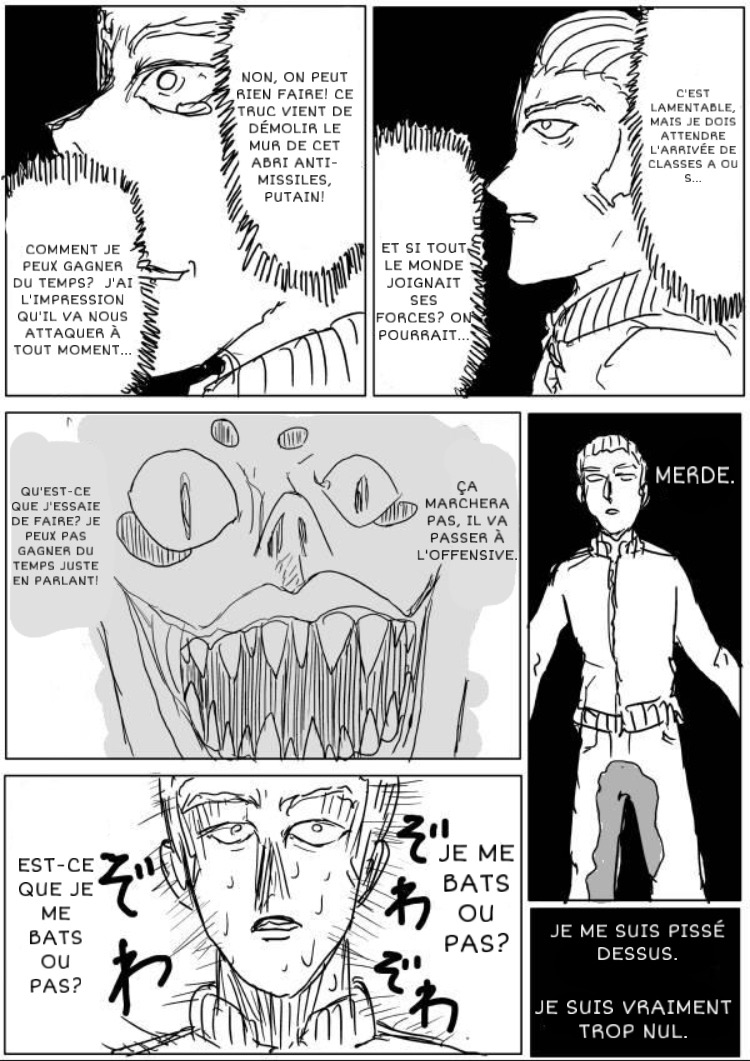 C'EST
LAMENTABLE,
MAIS JE DOIS
ATTENDRE
L'ARRIVÉE DE
CLASSES A OU
S...
ET SI TOUT
LE MONDE
JOIGNAIT
SES
FORCES? ON
POURRAIT...
NON, ON PEUT
RIEN FAIRE! CE
TRUC VIENT DE
DÉMOLIR LE
MUR DE CET
ABRI ANTI-
MISSILES,
PUTAIN!
COMMENT JE
PEUX GAGNER
DU TEMPS? J'AI
L'IMPRESSION
QU'IL VA NOUS
ATTAQUER À
TOUT MOMENT...
MERDE.
JE ME SUIS PISSÉ
DESSUS.
JE SUIS VRAIMENT
TROP NUL.
ÇA
MARCHERA
PAS, IL VA
PASSER À
L'OFFENSIVE.
QU'EST-CE
QUE J'ESSAIE
DE FAIRE? JE
PEUX PAS
GAGNER DU
TEMPS JUSTE
EN PARLANT!
JE ME
BATS
OU
PAS?
ぞわ
ぞわ
ぞわ
EST-CE
QUE JE
ME
BATS
OU
PAS?